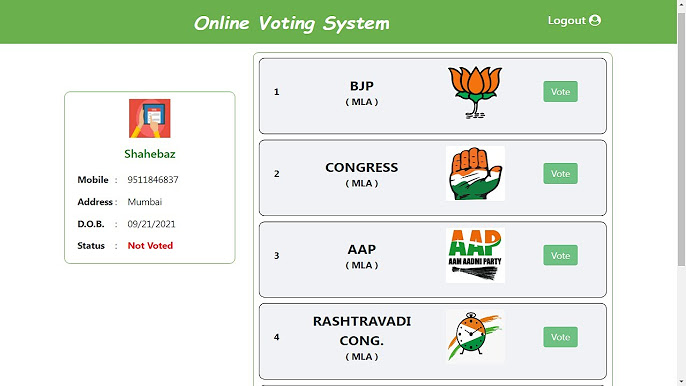 Online Voting System
Logout
Shahebaz
Mobile : 9511846837
Address : Mumbai
D.O.B. : 09/21/2021
Status : Not Voted
1
BJP
( MLA )
Vote
2
CONGRESS
( MLA )
Vote
3
AAP
( MLA )
AAP
AAM AADMI PARTY
Vote
4
RASHTRAVADI
CONG.
( MLA )
Vote